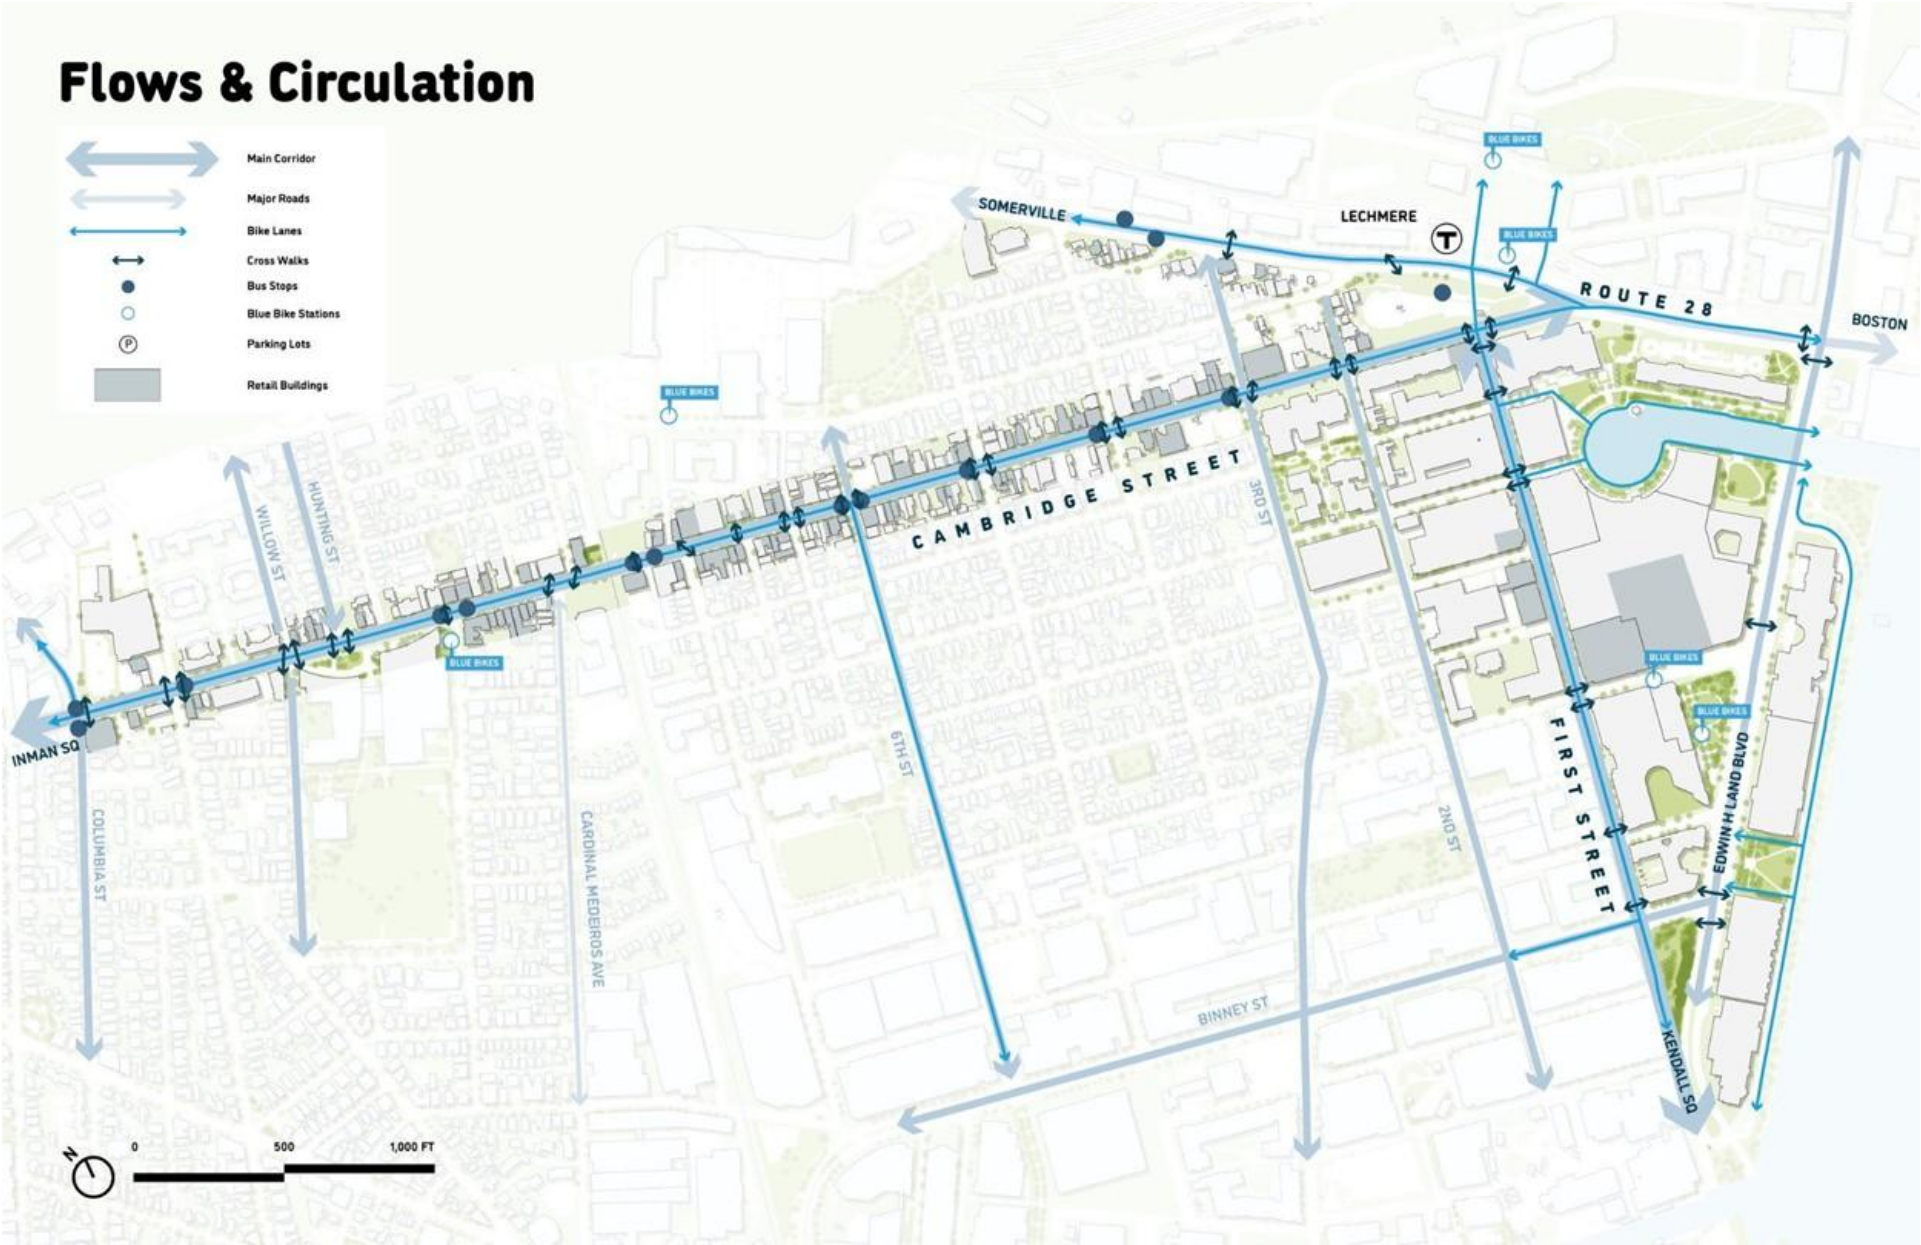 Flows & Circulation
Main Corridor
Major Roads
Bike Lanes
Cross Walks
Bus Stops
Blue Bike Stations
P
Parking Lots
Retail Buildings
BLUE BIKES
SOMERVILLE
LECHMERE
T
BLUE BIKES
ROUTE 28
BOSTON
BLUE BIKES
WILLOW ST
HUNTING ST
CAMBRIDGE STREET
3RD ST
BLUE BIKES
BLUE BIKES
BLUE BIKES
INMAN SQ
COLUMBIA ST
CARDINAL MEDEIROS AVE
6TH ST
2ND ST
FIRST STREET
EDWIN H LAND BLVD
BINNEY ST
KENDALL SQ
N
0 500 1,000 FT